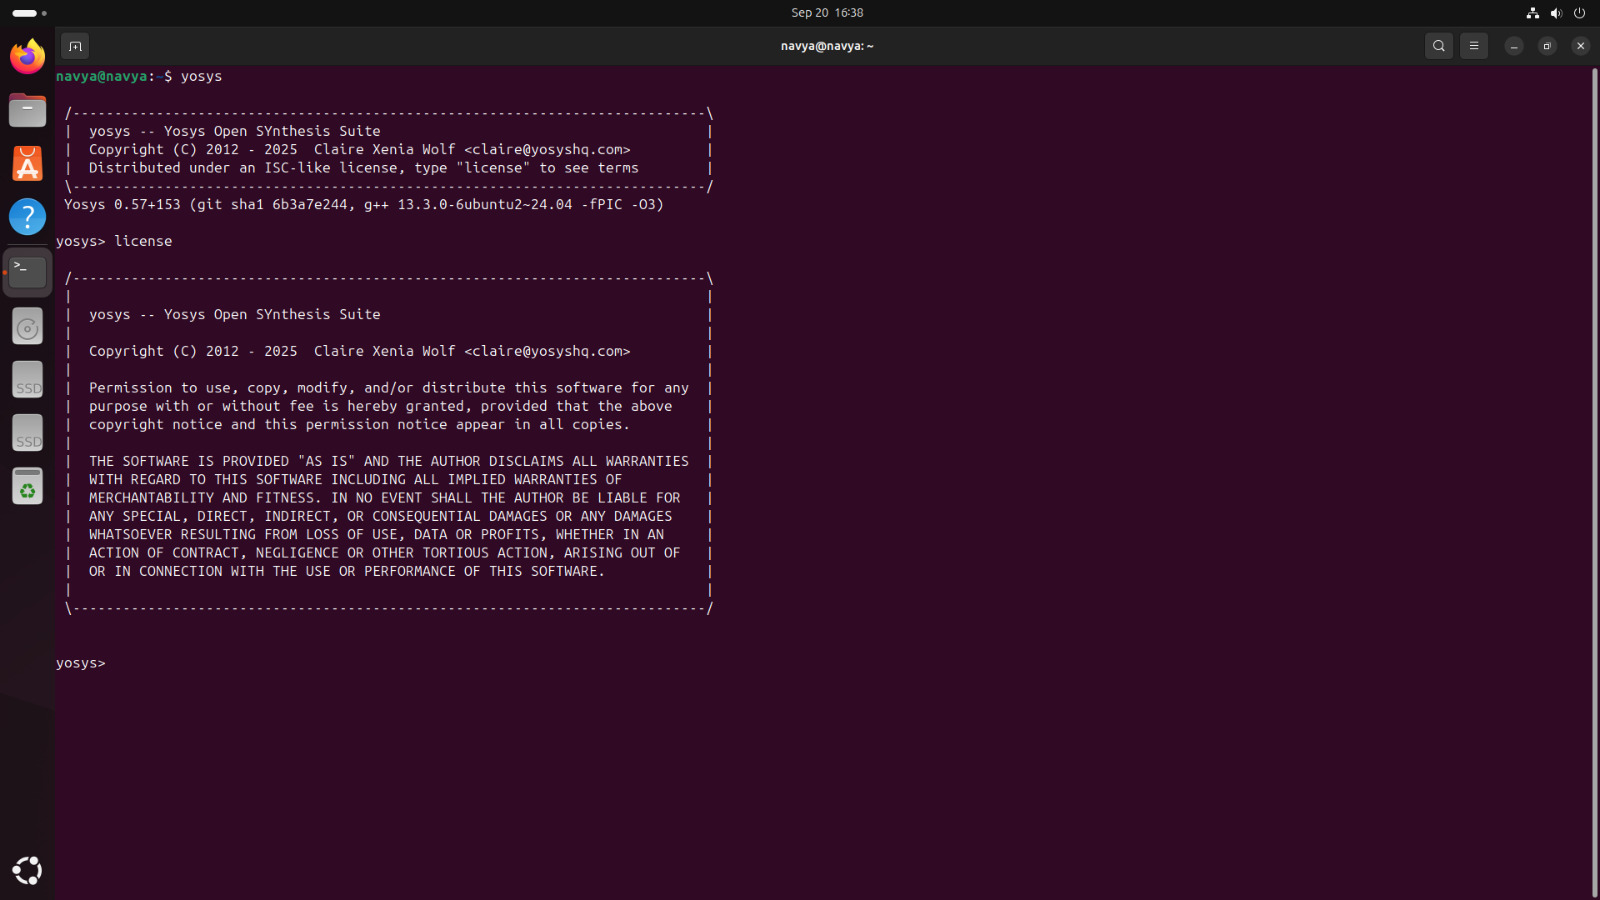 Sep 20 16:38
navya@navya: ~
navya@navya:~$ yosys
/----------------------------------------------------------------------------\
| yosys -- Yosys Open SYnthesis Suite |
| Copyright (C) 2012 - 2025 Claire Xenia Wolf <claire@yosyshq.com> |
| Distributed under an ISC-like license, type "license" to see terms |
\----------------------------------------------------------------------------/
Yosys 0.57+153 (git sha1 6b3a7e244, g++ 13.3.0-6ubuntu2~24.04 -fPIC -O3)
yosys> license
/----------------------------------------------------------------------------\
| |
| yosys -- Yosys Open SYnthesis Suite |
| |
| Copyright (C) 2012 - 2025 Claire Xenia Wolf <claire@yosyshq.com> |
| |
| Permission to use, copy, modify, and/or distribute this software for any |
| purpose with or without fee is hereby granted, provided that the above |
| copyright notice and this permission notice appear in all copies. |
| |
| THE SOFTWARE IS PROVIDED "AS IS" AND THE AUTHOR DISCLAIMS ALL WARRANTIES |
| WITH REGARD TO THIS SOFTWARE INCLUDING ALL IMPLIED WARRANTIES OF |
| MERCHANTABILITY AND FITNESS. IN NO EVENT SHALL THE AUTHOR BE LIABLE FOR |
| ANY SPECIAL, DIRECT, INDIRECT, OR CONSEQUENTIAL DAMAGES OR ANY DAMAGES |
| WHATSOEVER RESULTING FROM LOSS OF USE, DATA OR PROFITS, WHETHER IN AN |
| ACTION OF CONTRACT, NEGLIGENCE OR OTHER TORTIOUS ACTION, ARISING OUT OF |
| OR IN CONNECTION WITH THE USE OR PERFORMANCE OF THIS SOFTWARE. |
| |
\----------------------------------------------------------------------------/
yosys>
SSD
SSD